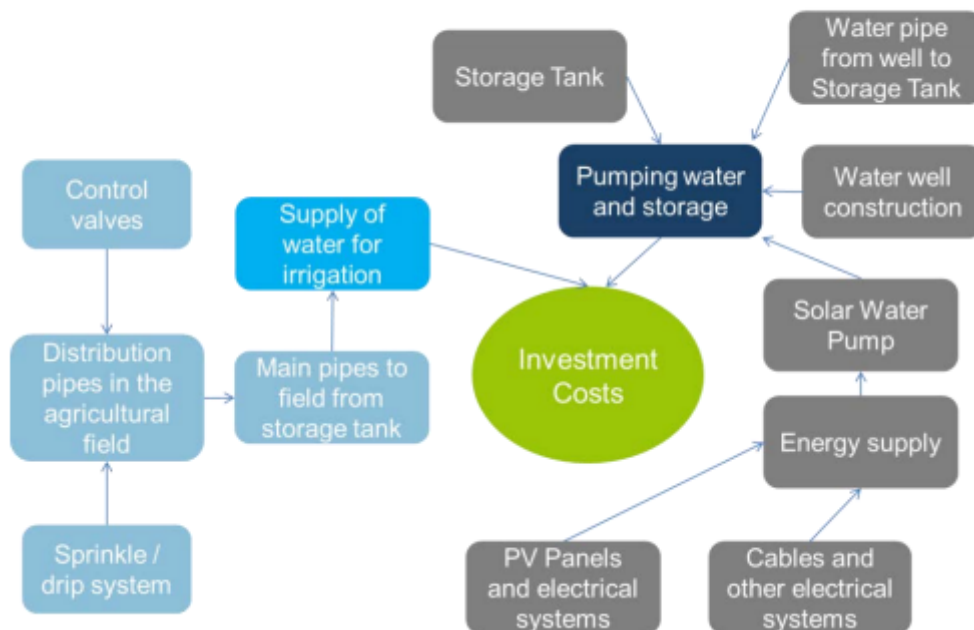 Storage Tank
Water pipe
from well to
Storage Tank
Control
valves
Supply of
water for
irrigation
Pumping water
and storage
Water well
construction
Distribution
pipes in the
agricultural
field
Main pipes to
field from
storage tank
Investment
Costs
Solar Water
Pump
Energy supply
Sprinkle /
drip system
PV Panels
and electrical
systems
Cables and
other electrical
systems